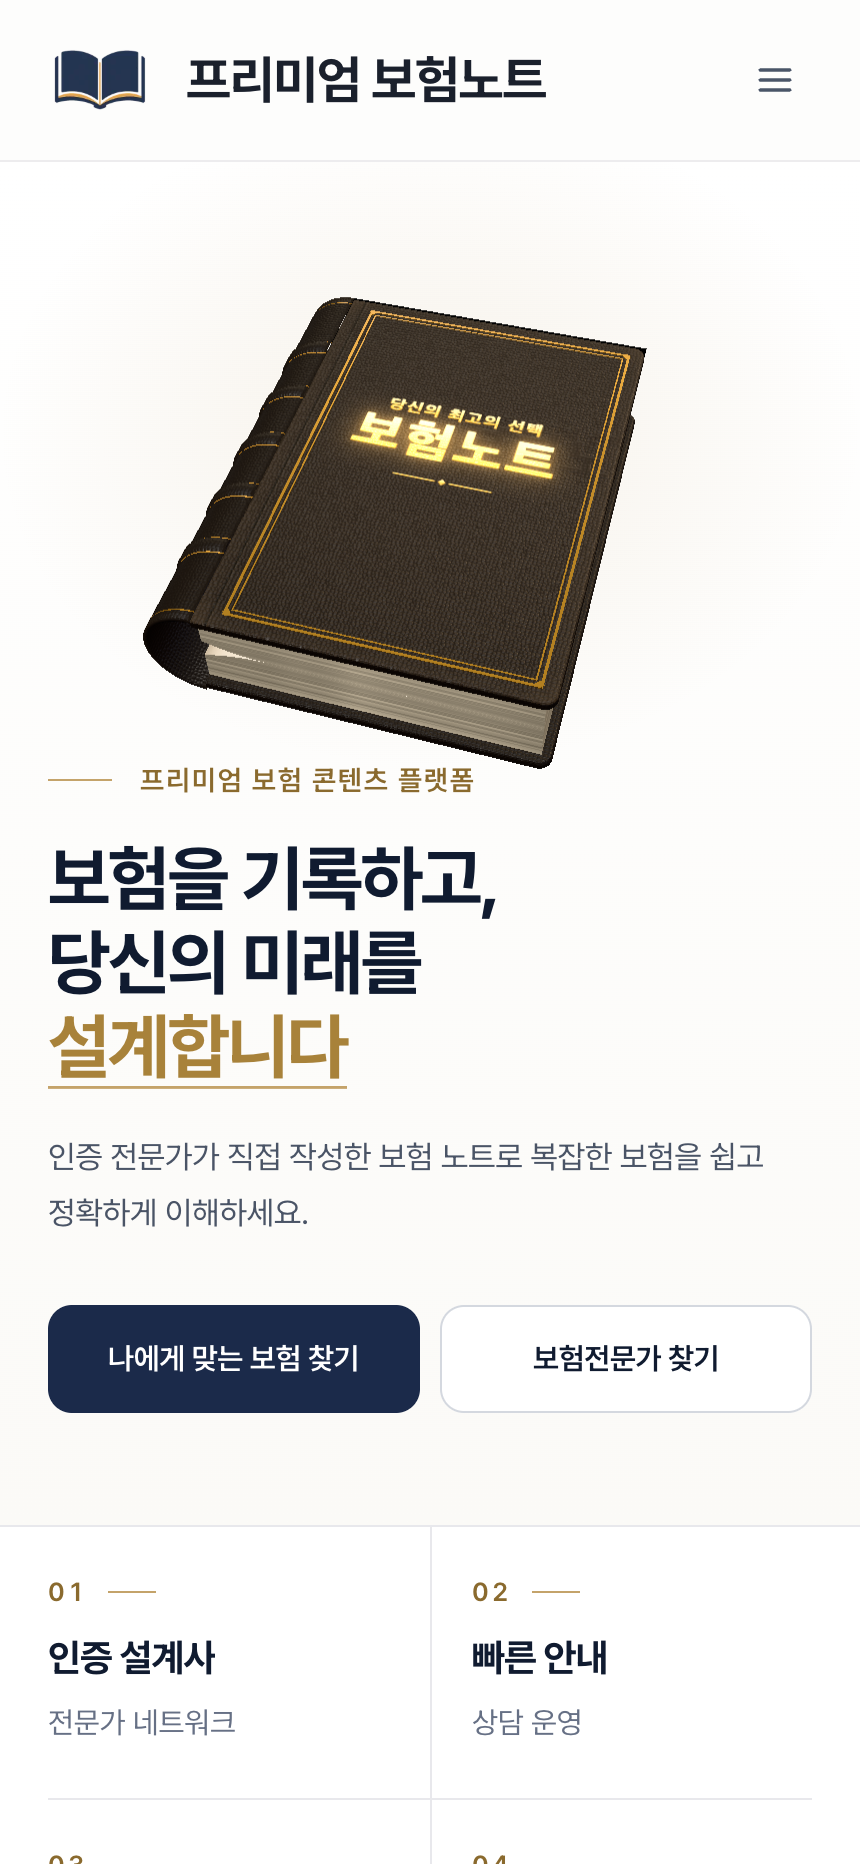 프리미엄 보험노트
당신의 최고의 선택
보험노트
프리미엄 보험 콘텐츠 플랫폼
보험을 기록하고,
당신의 미래를
설계합니다
인증 전문가가 직접 작성한 보험 노트로 복잡한 보험을 쉽고
정확하게 이해하세요.
나에게 맞는 보험 찾기
보험전문가 찾기
01
인증 설계사
전문가 네트워크
02
빠른 안내
상담 운영
03
04